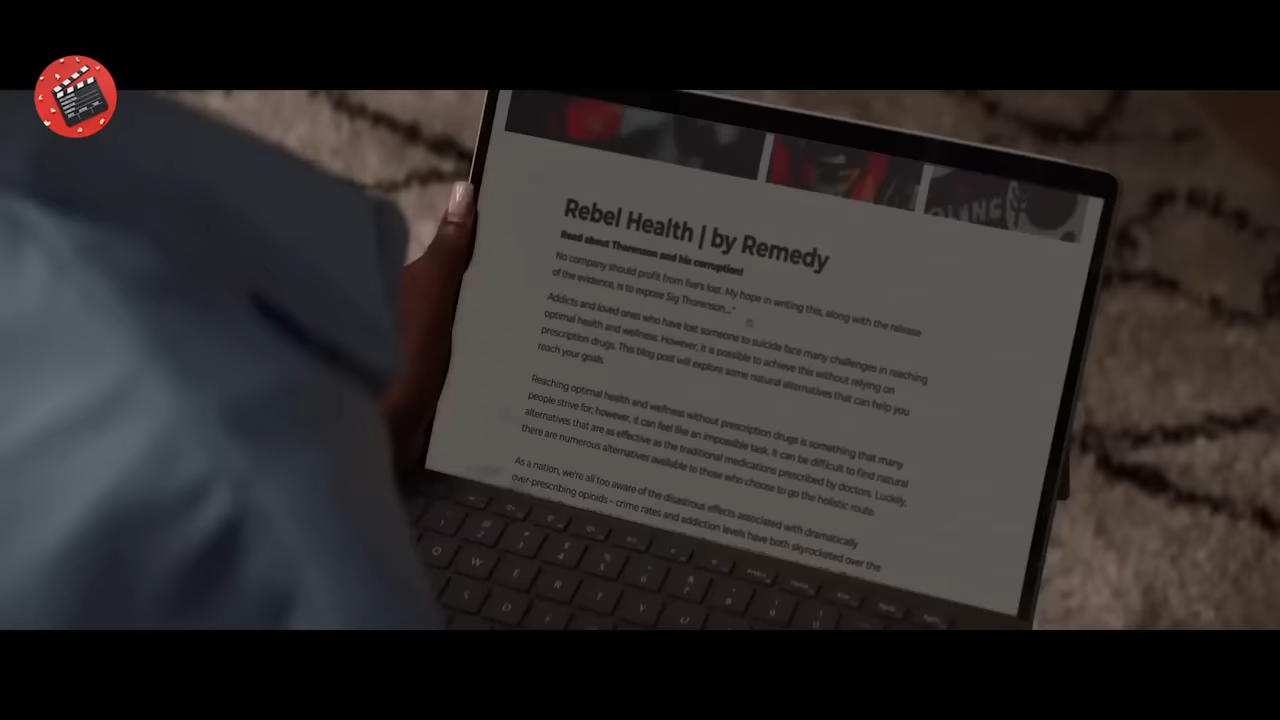 Rebel Health | by Remedy
Read about Thorenson and his corruption!
No company should profit from live's lost. My hope in writing this, along with the release
of the evidence, is to expose Sig Thorenson..."
Addicts and loved ones who have lost someone to suicide face many challenges in reaching
optimal health and wellness. However, it is possible to achieve this without relying on
prescription drugs. This blog post will explore some natural alternatives that can help you
reach your goals.
Reaching optimal health and wellness without prescription drugs is something that many
people strive for; however, it can feel like an impossible task. It can be difficult to find natural
alternatives that are as effective as the traditional medications prescribed by doctors. Luckily,
there are numerous alternatives available to those who choose to go the holistic route.
As a nation, we're all too aware of the disastrous effects associated with dramatically
over-prescribing opioids – crime rates and addiction levels have both skyrocketed over the